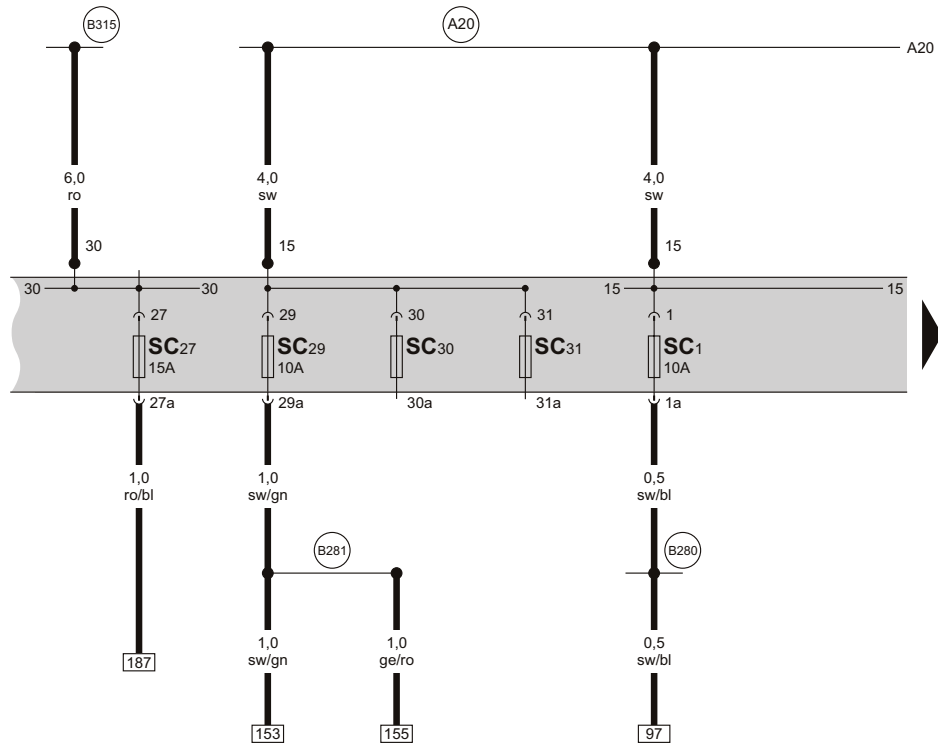 B315 A20 A20
6,0 4,0 4,0
ro sw sw
30 15 15
30 30 15 15
27 29 30 31 1
SC27 SC29 SC30 SC31 SC1
15A 10A 10A
27a 29a 30a 31a 1a
1,0 1,0 0,5
ro/bl sw/gn sw/bl
B281 B280
1,0 1,0 0,5
sw/gn ge/ro sw/bl
187
153 155 97